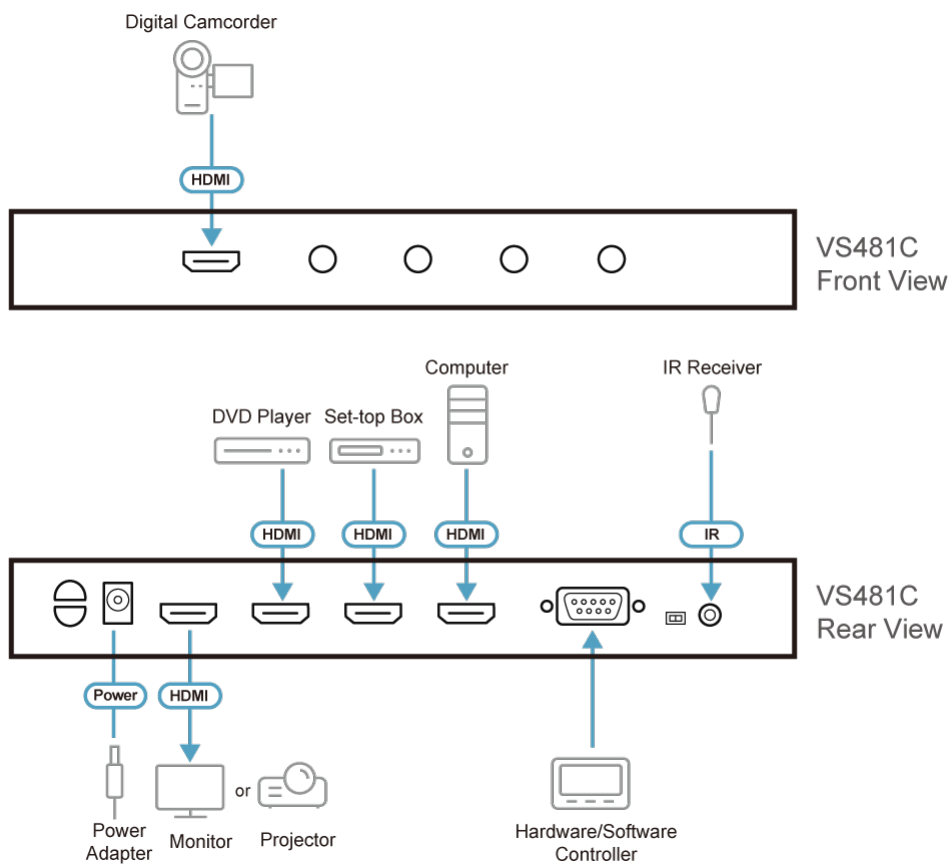 Digital Camcorder
HDMI
VS481C
Front View
Computer
IR Receiver
DVD Player
Set-top Box
HDMI
HDMI
HDMI
IR
VS481C
Rear View
Power
HDMI
or
Power
Adapter
Monitor
Projector
Hardware/Software
Controller